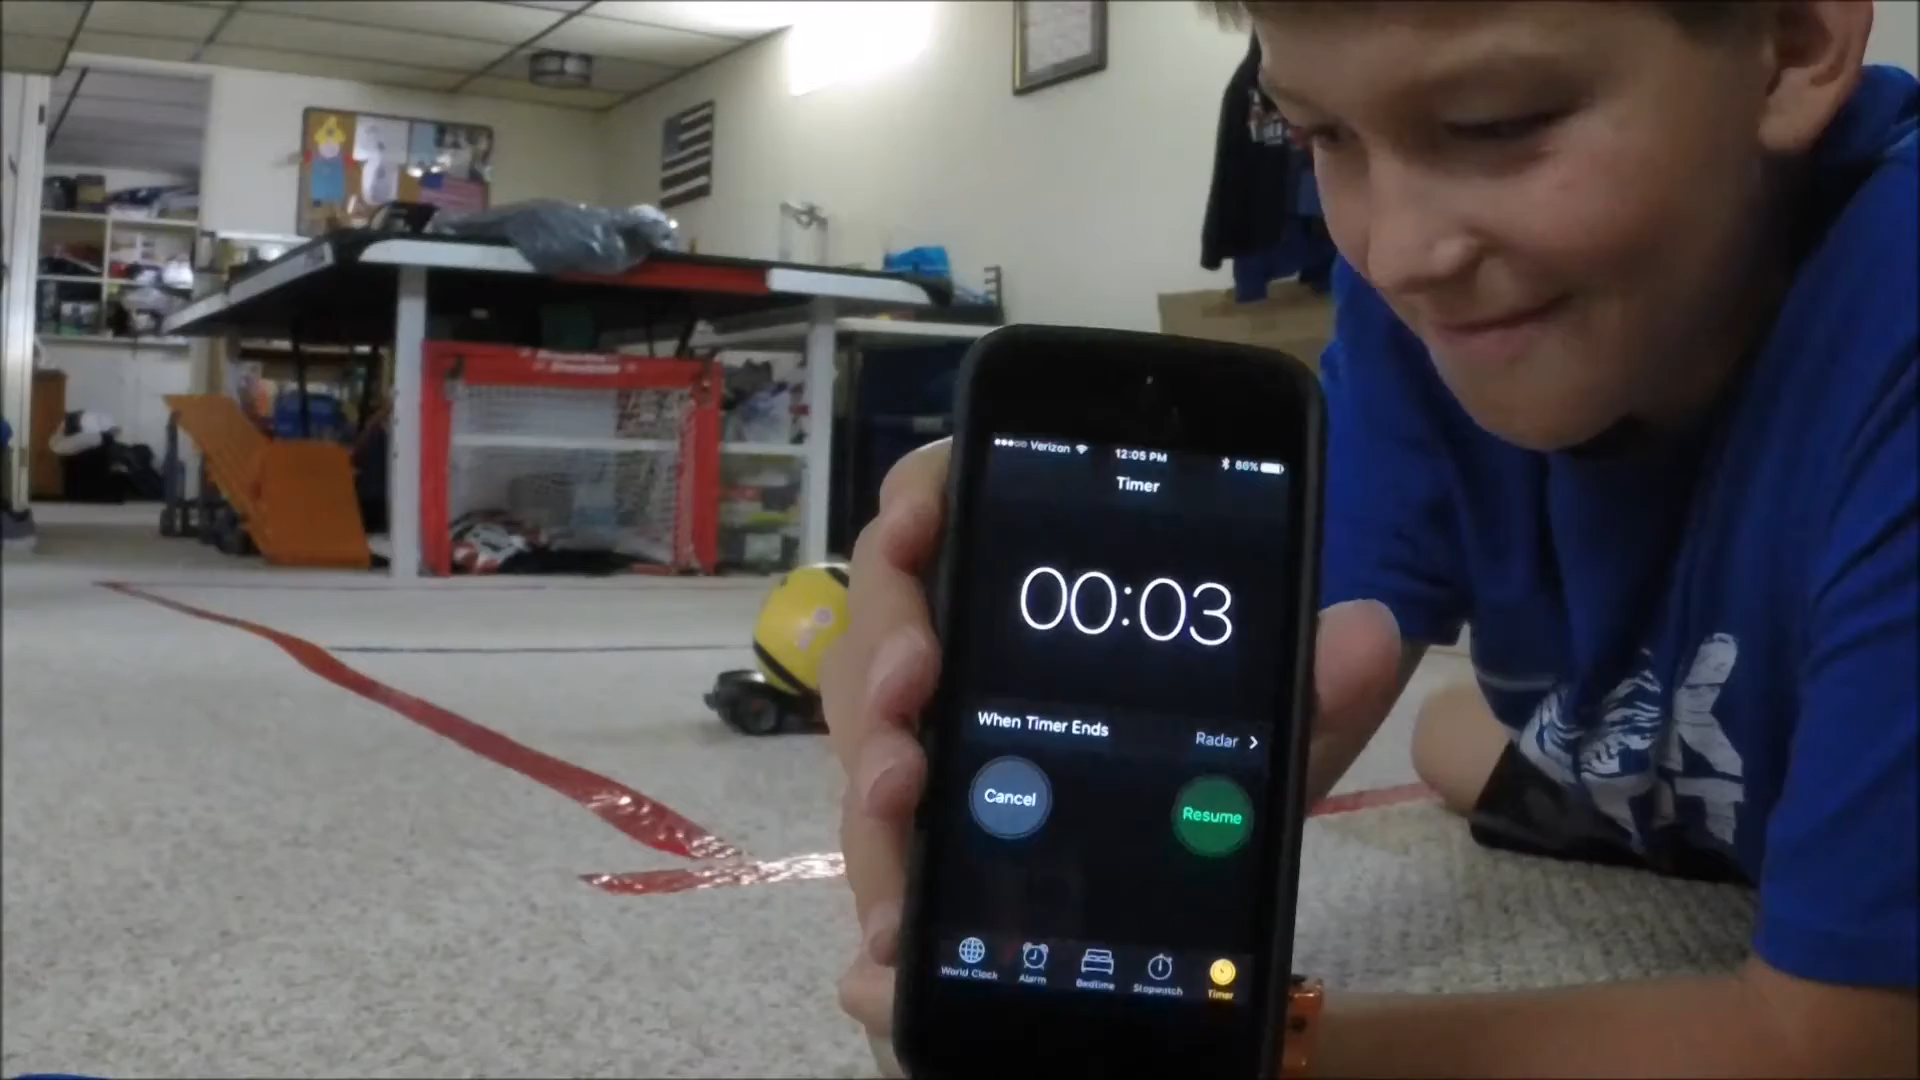 Verizon 12:05 PM 86%
Timer
00:03
When Timer Ends Radar
Cancel Resume
World Clock Alarm Bedtime Stopwatch Timer